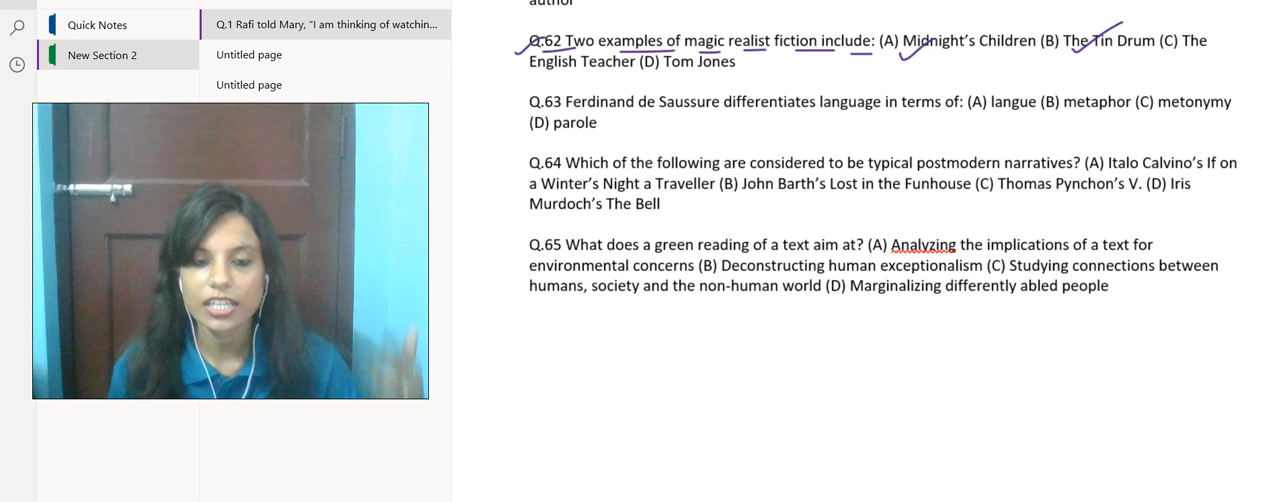 author
Quick Notes
New Section 2
Q.1 Rafi told Mary, "I am thinking of watchin...
Untitled page
Untitled page
Q.62 Two examples of magic realist fiction include: (A) Midnight's Children (B) The Tin Drum (C) The
English Teacher (D) Tom Jones
Q.63 Ferdinand de Saussure differentiates language in terms of: (A) langue (B) metaphor (C) metonymy
(D) parole
Q.64 Which of the following are considered to be typical postmodern narratives? (A) Italo Calvino's If on
a Winter's Night a Traveller (B) John Barth's Lost in the Funhouse (C) Thomas Pynchon's V. (D) Iris
Murdoch's The Bell
Q.65 What does a green reading of a text aim at? (A) Analyzing the implications of a text for
environmental concerns (B) Deconstructing human exceptionalism (C) Studying connections between
humans, society and the non-human world (D) Marginalizing differently abled people